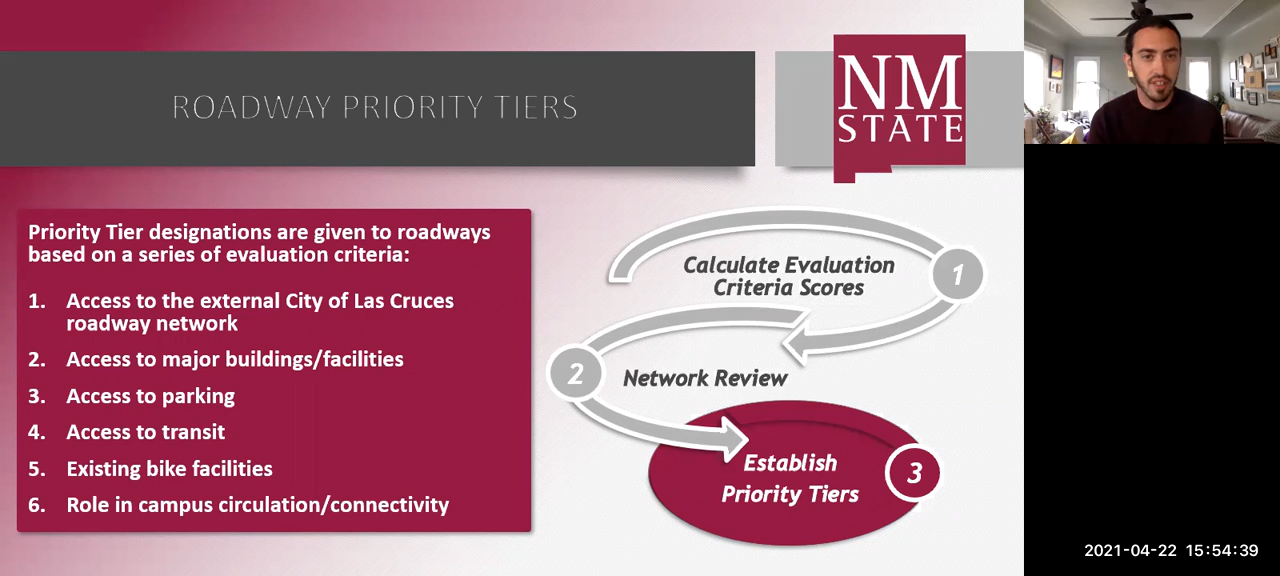 ROADWAY PRIORITY TIERS
NM
STATE
Priority Tier designations are given to roadways
based on a series of evaluation criteria:
1. Access to the external City of Las Cruces
roadway network
2. Access to major buildings/facilities
3. Access to parking
4. Access to transit
5. Existing bike facilities
6. Role in campus circulation/connectivity
Calculate Evaluation
Criteria Scores
1
2
Network Review
Establish
Priority Tiers
3
2021-04-22 15:54:39